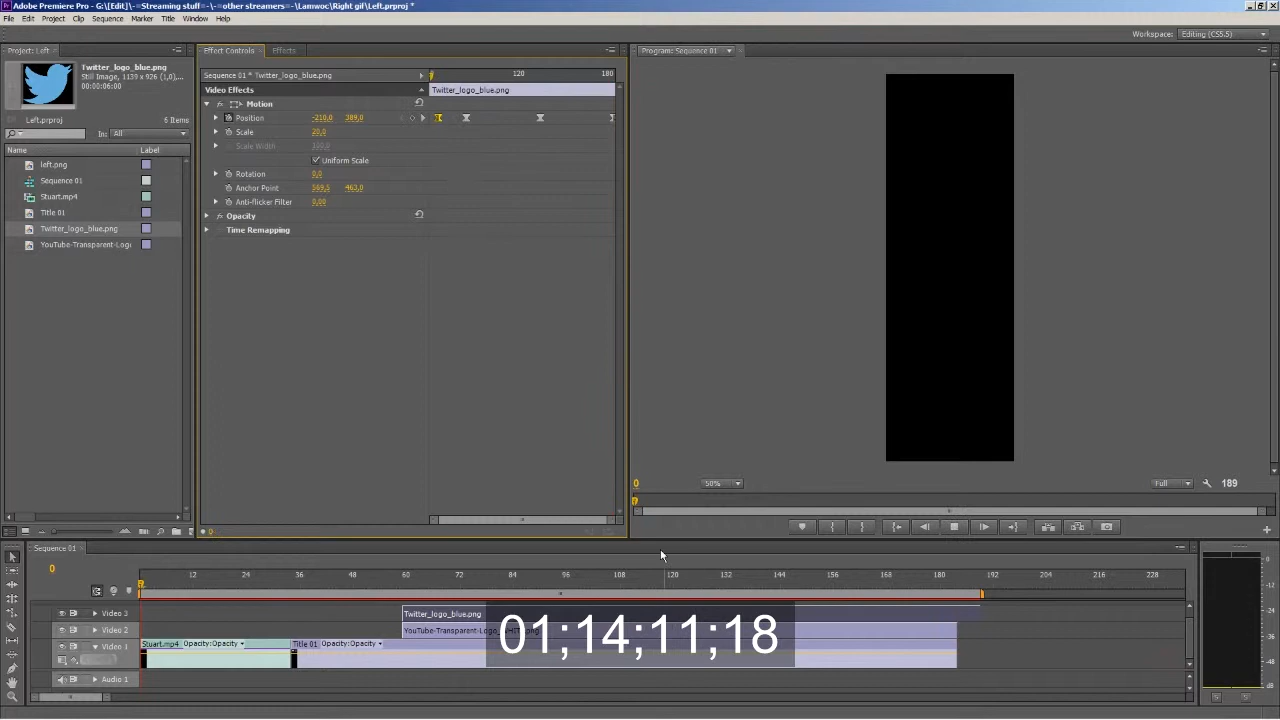 Adobe Premiere Pro - G:\[Edit]\-=Streaming stuff=-\-=other streamers=-\Lamwoc\Right gif\Left.prproj *
File Edit Project Clip Sequence Marker Title Window Help
Workspace: Editing (CS5.5)
Project: Left
Effect Controls Effects
Program: Sequence 01
Twitter_logo_blue.png
Still Image, 1139 x 926 (1,0)...
00:00:06:00
Left.prproj 6 Items
In: All
Name Label
left.png
Sequence 01
Stuart.mp4
Title 01
Twitter_logo_blue.png
YouTube-Transparent-Logo
Sequence 01 * Twitter_logo_blue.png
120 180
Video Effects
Twitter_logo_blue.png
Motion
Position -210,0 389,0
Scale 20,0
Scale Width 100,0
Uniform Scale
Rotation 0,0
Anchor Point 569,5 463,0
Anti-flicker Filter 0,00
Opacity
Time Remapping
0
0 50% Full 189
Sequence 01
0
12 24 36 48 60 72 84 96 108 120 132 144 156 168 180 192 204 216 228
Video 3
Twitter_logo_blue.png
Video 2
Video 1
Stuart.mp4 Opacity:Opacity Title 01 Opacity:Opacity
Audio 1
01;14;11;18